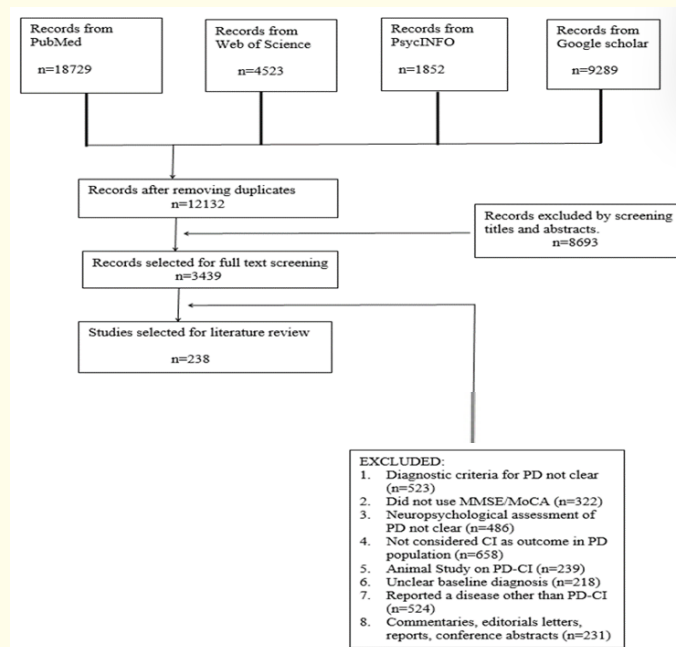 Records from
PubMed
n=18729
Records from
Web of Science
n=4523
Records from
PsycINFO
n=1852
Records from
Google scholar
n=9289
Records after removing duplicates
n=12132
Records excluded by screening
titles and abstracts.
n=8693
Records selected for full text screening
n=3439
Studies selected for literature review
n=238
EXCLUDED:
1. Diagnostic criteria for PD not clear
(n=523)
2. Did not use MMSE/MoCA (n=322)
3. Neuropsychological assessment of
PD not clear (n=486)
4. Not considered CI as outcome in PD
population (n=658)
5. Animal Study on PD-CI (n=239)
6. Unclear baseline diagnosis (n=218)
7. Reported a disease other than PD-CI
(n=524)
8. Commentaries, editorials letters,
reports, conference abstracts (n=231)